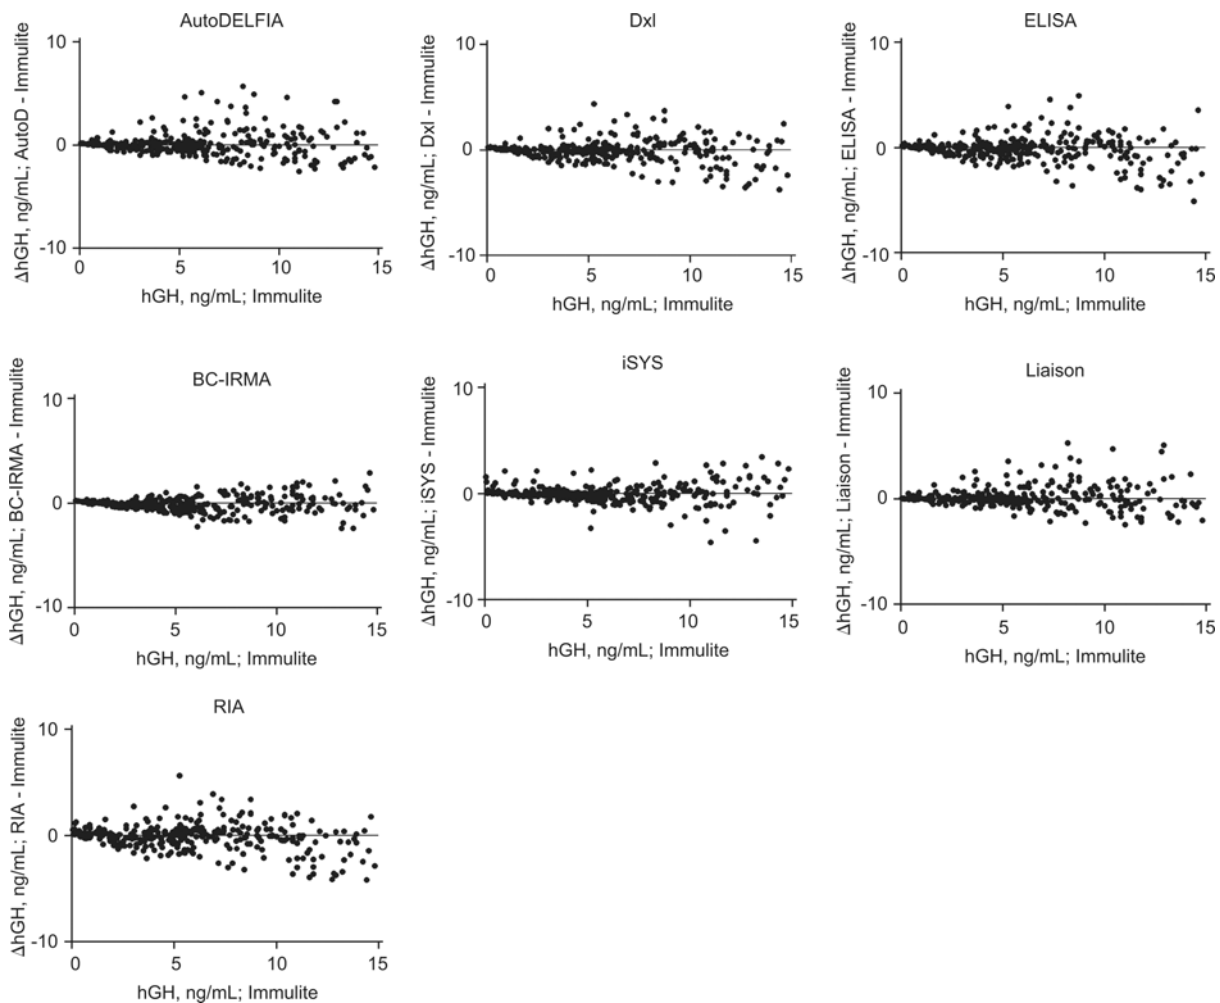 AutoDELFIA
ΔhGH, ng/mL; AutoD - Immulite
10
0
-10
0 5 10 15
hGH, ng/mL; Immulite
DxI
ΔhGH, ng/mL; DxI - Immulite
10
0
-10
0 5 10 15
hGH, ng/mL; Immulite
ELISA
ΔhGH, ng/mL; ELISA - Immulite
10
0
-10
0 5 10 15
hGH, ng/mL; Immulite
BC-IRMA
ΔhGH, ng/mL; BC-IRMA - Immulite
10
0
-10
0 5 10 15
hGH, ng/mL; Immulite
iSYS
ΔhGH, ng/mL; iSYS - Immulite
10
0
-10
0 5 10 15
hGH, ng/mL; Immulite
Liaison
ΔhGH, ng/mL; Liaison - Immulite
10
0
-10
0 5 10 15
hGH, ng/mL; Immulite
RIA
ΔhGH, ng/mL; RIA - Immulite
10
0
-10
0 5 10 15
hGH, ng/mL; Immulite